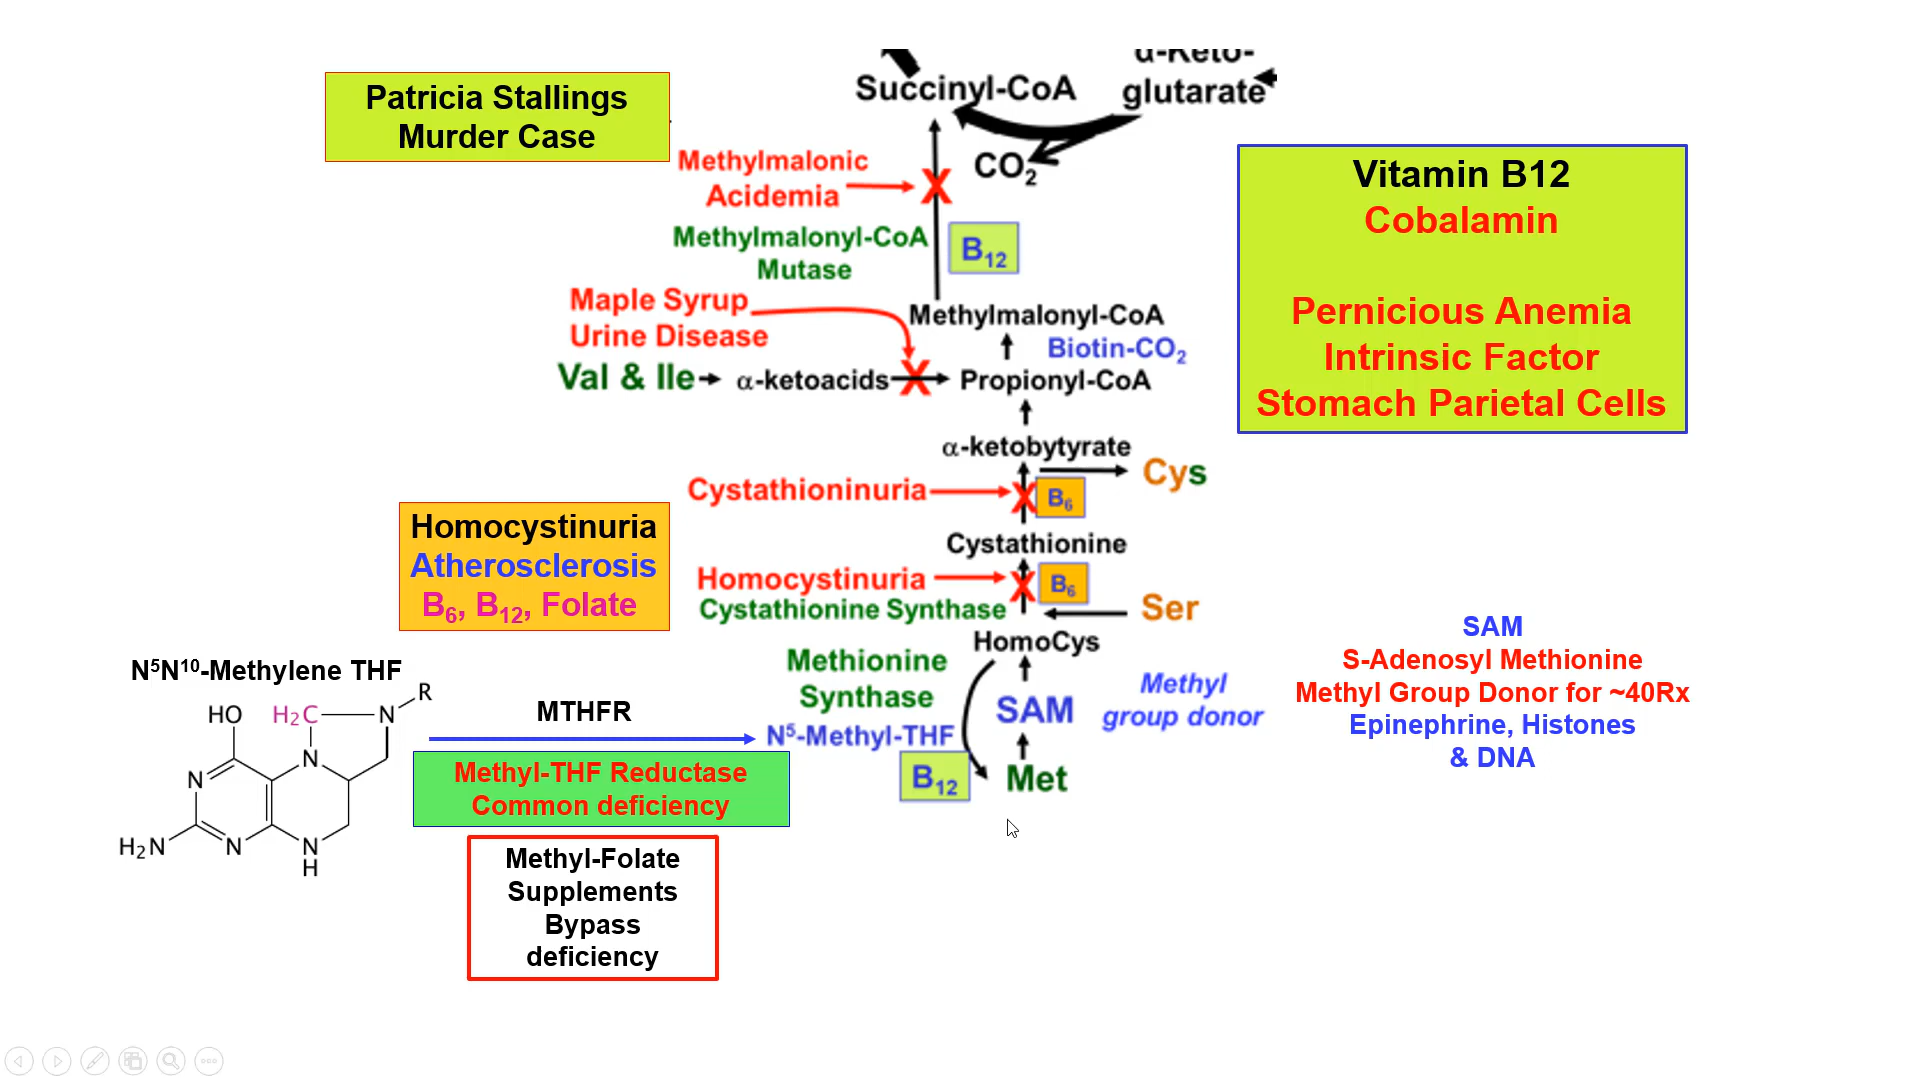 Patricia Stallings
Murder Case
Succinyl-CoA
α-Keto-
glutarate
CO₂
Methylmalonic
Acidemia
X
Methylmalonyl-CoA
Mutase
B₁₂
Maple Syrup
Urine Disease
Methylmalonyl-CoA
Biotin-CO₂
Val & Ile
α-ketoacids
X
Propionyl-CoA
α-ketobytyrate
Cys
Cystathioninuria
X
B₆
Cystathionine
Homocystinuria
X
B₆
Cystathionine Synthase
Ser
HomoCys
Methionine
Synthase
SAM
Methyl
group donor
N⁵-Methyl-THF
B₁₂
Met
Vitamin B12
Cobalamin
Pernicious Anemia
Intrinsic Factor
Stomach Parietal Cells
Homocystinuria
Atherosclerosis
B₆, B₁₂, Folate
SAM
S-Adenosyl Methionine
Methyl Group Donor for ~40Rx
Epinephrine, Histones
& DNA
N⁵N¹⁰-Methylene THF
R
HO
H₂C
N
N
N
H₂N
N
N
H
MTHFR
Methyl-THF Reductase
Common deficiency
Methyl-Folate
Supplements
Bypass
deficiency